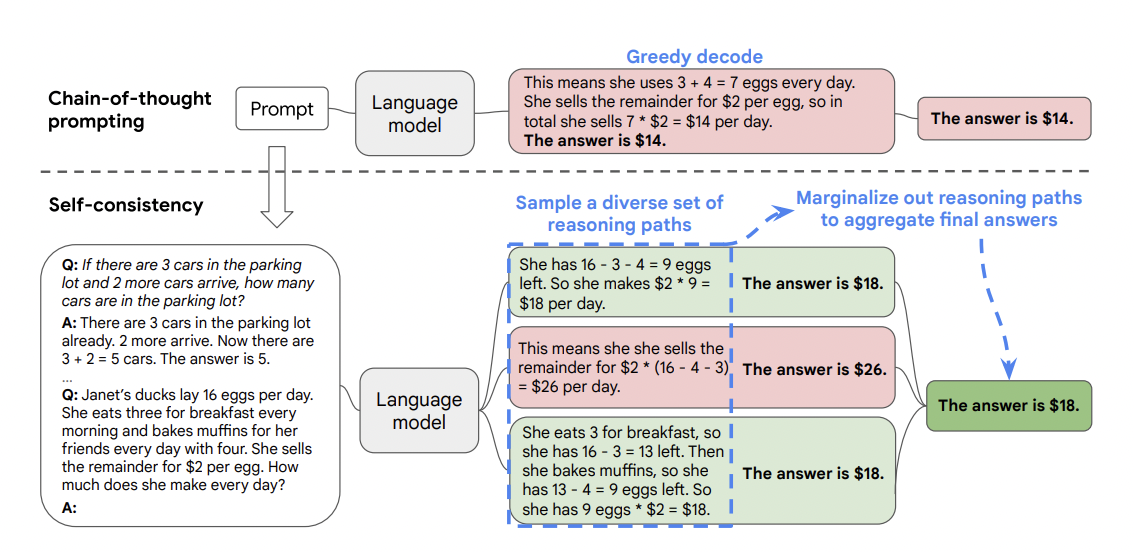 Greedy decode
Chain-of-thought
prompting
Prompt
Language
model
This means she uses 3 + 4 = 7 eggs every day.
She sells the remainder for $2 per egg, so in
total she sells 7 * $2 = $14 per day.
The answer is $14.
The answer is $14.
Self-consistency
Sample a diverse set of
reasoning paths
Marginalize out reasoning paths
to aggregate final answers
Q: If there are 3 cars in the parking
lot and 2 more cars arrive, how many
cars are in the parking lot?
A: There are 3 cars in the parking lot
already. 2 more arrive. Now there are
3 + 2 = 5 cars. The answer is 5.
...
Q: Janet's ducks lay 16 eggs per day.
She eats three for breakfast every
morning and bakes muffins for her
friends every day with four. She sells
the remainder for $2 per egg. How
much does she make every day?
A:
Language
model
She has 16 - 3 - 4 = 9 eggs
left. So she makes $2 * 9 =
$18 per day.
The answer is $18.
This means she she sells the
remainder for $2 * (16 - 4 - 3)
= $26 per day.
The answer is $26.
She eats 3 for breakfast, so
she has 16 - 3 = 13 left. Then
she bakes muffins, so she
has 13 - 4 = 9 eggs left. So
she has 9 eggs * $2 = $18.
The answer is $18.
The answer is $18.